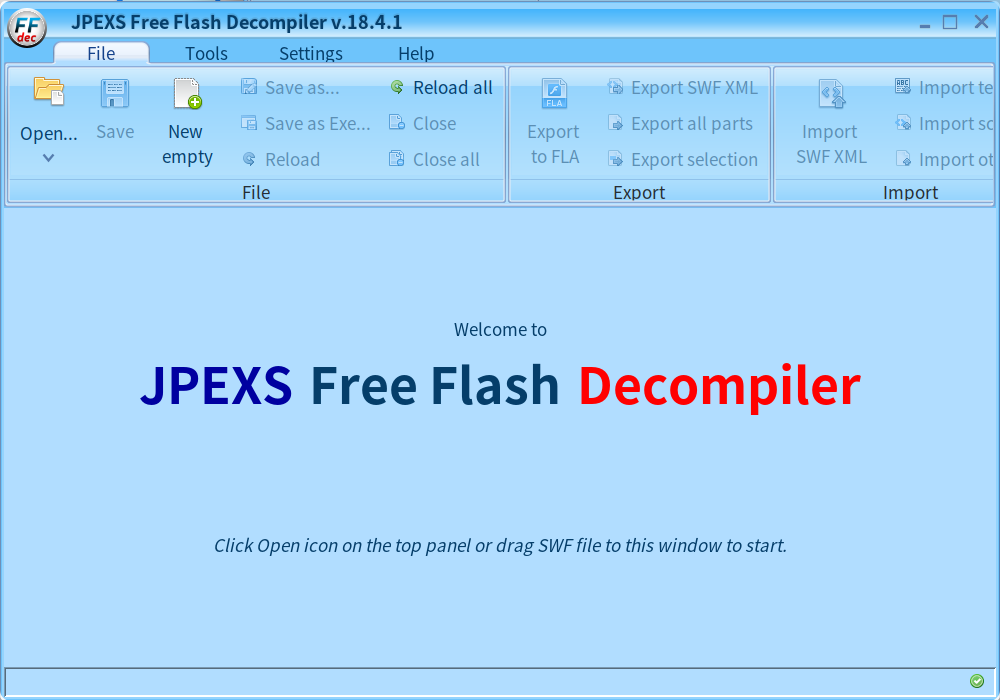 FF
dec
JPEXS Free Flash Decompiler v.18.4.1
File Tools Settings Help
Open...
Save
New
empty
Save as...
Save as Exe...
Reload
Reload all
Close
Close all
File
FLA
Export
to FLA
Export SWF XML
Export all parts
Export selection
Export
Import
SWF XML
ABC
Import te
Import sc
Import ot
Import
Welcome to
JPEXS Free Flash Decompiler
Click Open icon on the top panel or drag SWF file to this window to start.